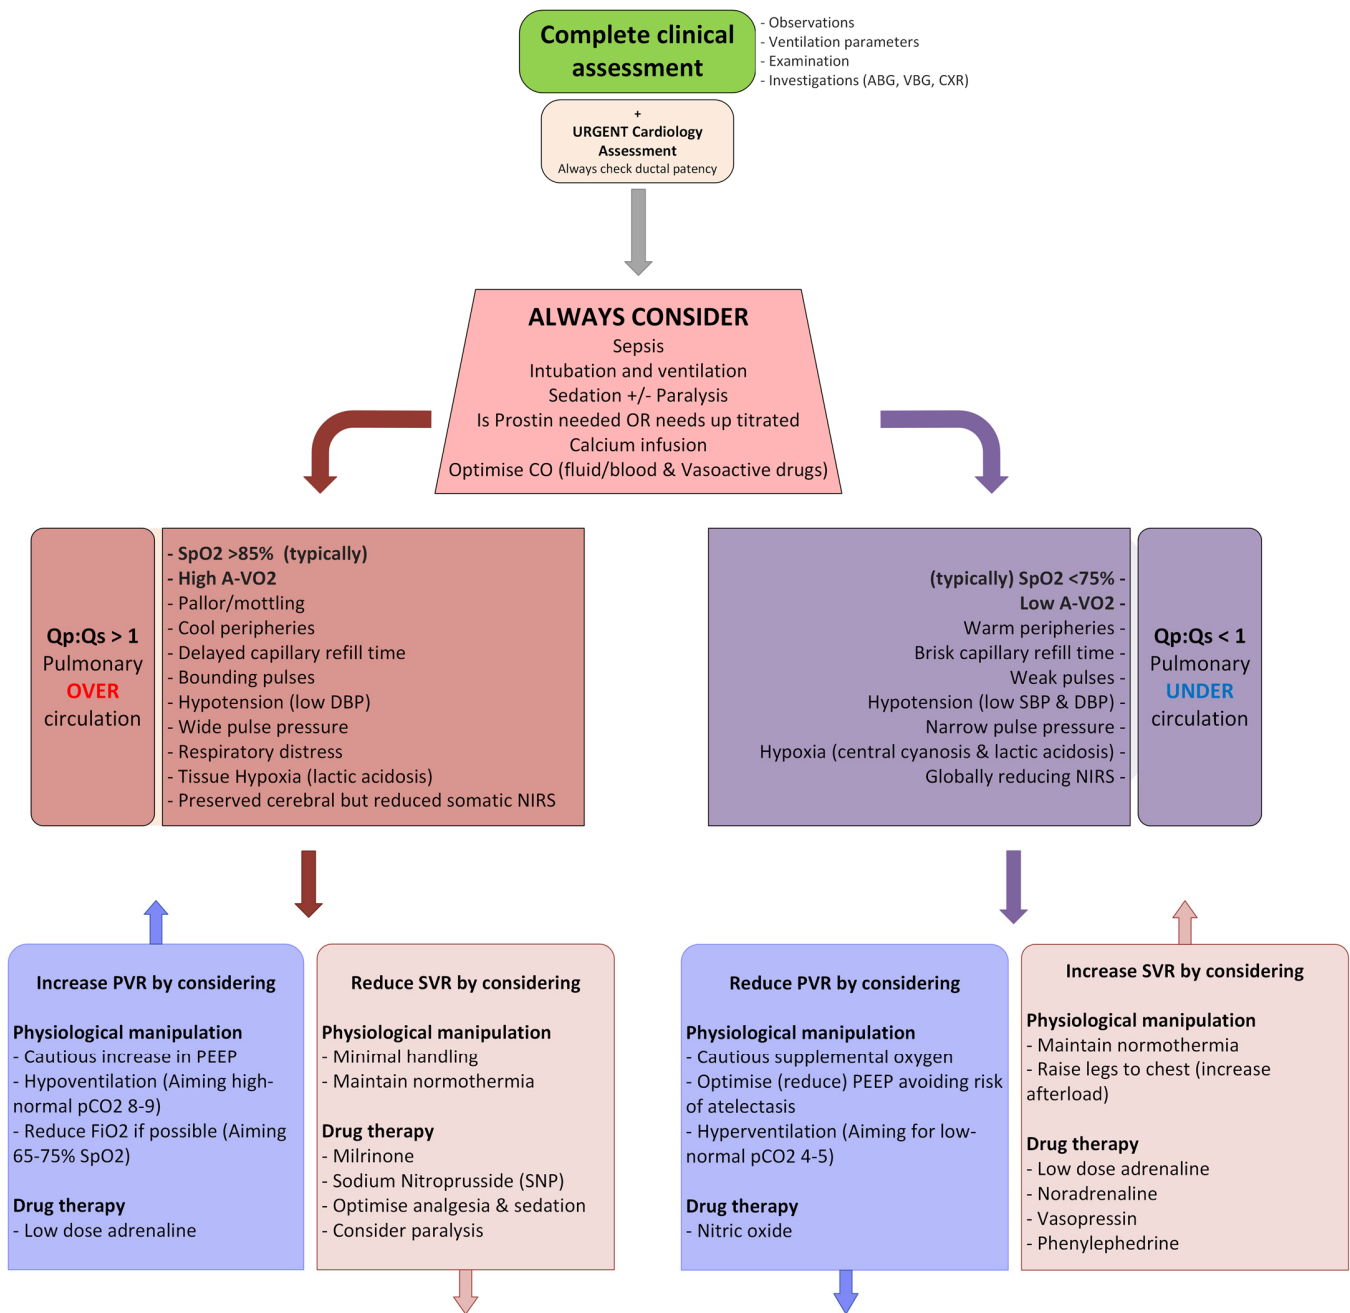 Complete clinical
assessment
- Observations
- Ventilation parameters
- Examination
- Investigations (ABG, VBG, CXR)
+
URGENT Cardiology
Assessment
Always check ductal patency
ALWAYS CONSIDER
Sepsis
Intubation and ventilation
Sedation +/- Paralysis
Is Prostin needed OR needs up titrated
Calcium infusion
Optimise CO (fluid/blood & Vasoactive drugs)
Qp:Qs > 1
Pulmonary
OVER
circulation
- SpO2 >85% (typically)
- High A-VO2
- Pallor/mottling
- Cool peripheries
- Delayed capillary refill time
- Bounding pulses
- Hypotension (low DBP)
- Wide pulse pressure
- Respiratory distress
- Tissue Hypoxia (lactic acidosis)
- Preserved cerebral but reduced somatic NIRS
(typically) SpO2 <75% -
Low A-VO2 -
Warm peripheries -
Brisk capillary refill time -
Weak pulses -
Hypotension (low SBP & DBP) -
Narrow pulse pressure -
Hypoxia (central cyanosis & lactic acidosis) -
Globally reducing NIRS -
Qp:Qs < 1
Pulmonary
UNDER
circulation
Increase PVR by considering
Physiological manipulation
- Cautious increase in PEEP
- Hypoventilation (Aiming high-
normal pCO2 8-9)
- Reduce FiO2 if possible (Aiming
65-75% SpO2)
Drug therapy
- Low dose adrenaline
Reduce SVR by considering
Physiological manipulation
- Minimal handling
- Maintain normothermia
Drug therapy
- Milrinone
- Sodium Nitroprusside (SNP)
- Optimise analgesia & sedation
- Consider paralysis
Reduce PVR by considering
Physiological manipulation
- Cautious supplemental oxygen
- Optimise (reduce) PEEP avoiding risk
of atelectasis
- Hyperventilation (Aiming for low-
normal pCO2 4-5)
Drug therapy
- Nitric oxide
Increase SVR by considering
Physiological manipulation
- Maintain normothermia
- Raise legs to chest (increase
afterload)
Drug therapy
- Low dose adrenaline
- Noradrenaline
- Vasopressin
- Phenylephedrine